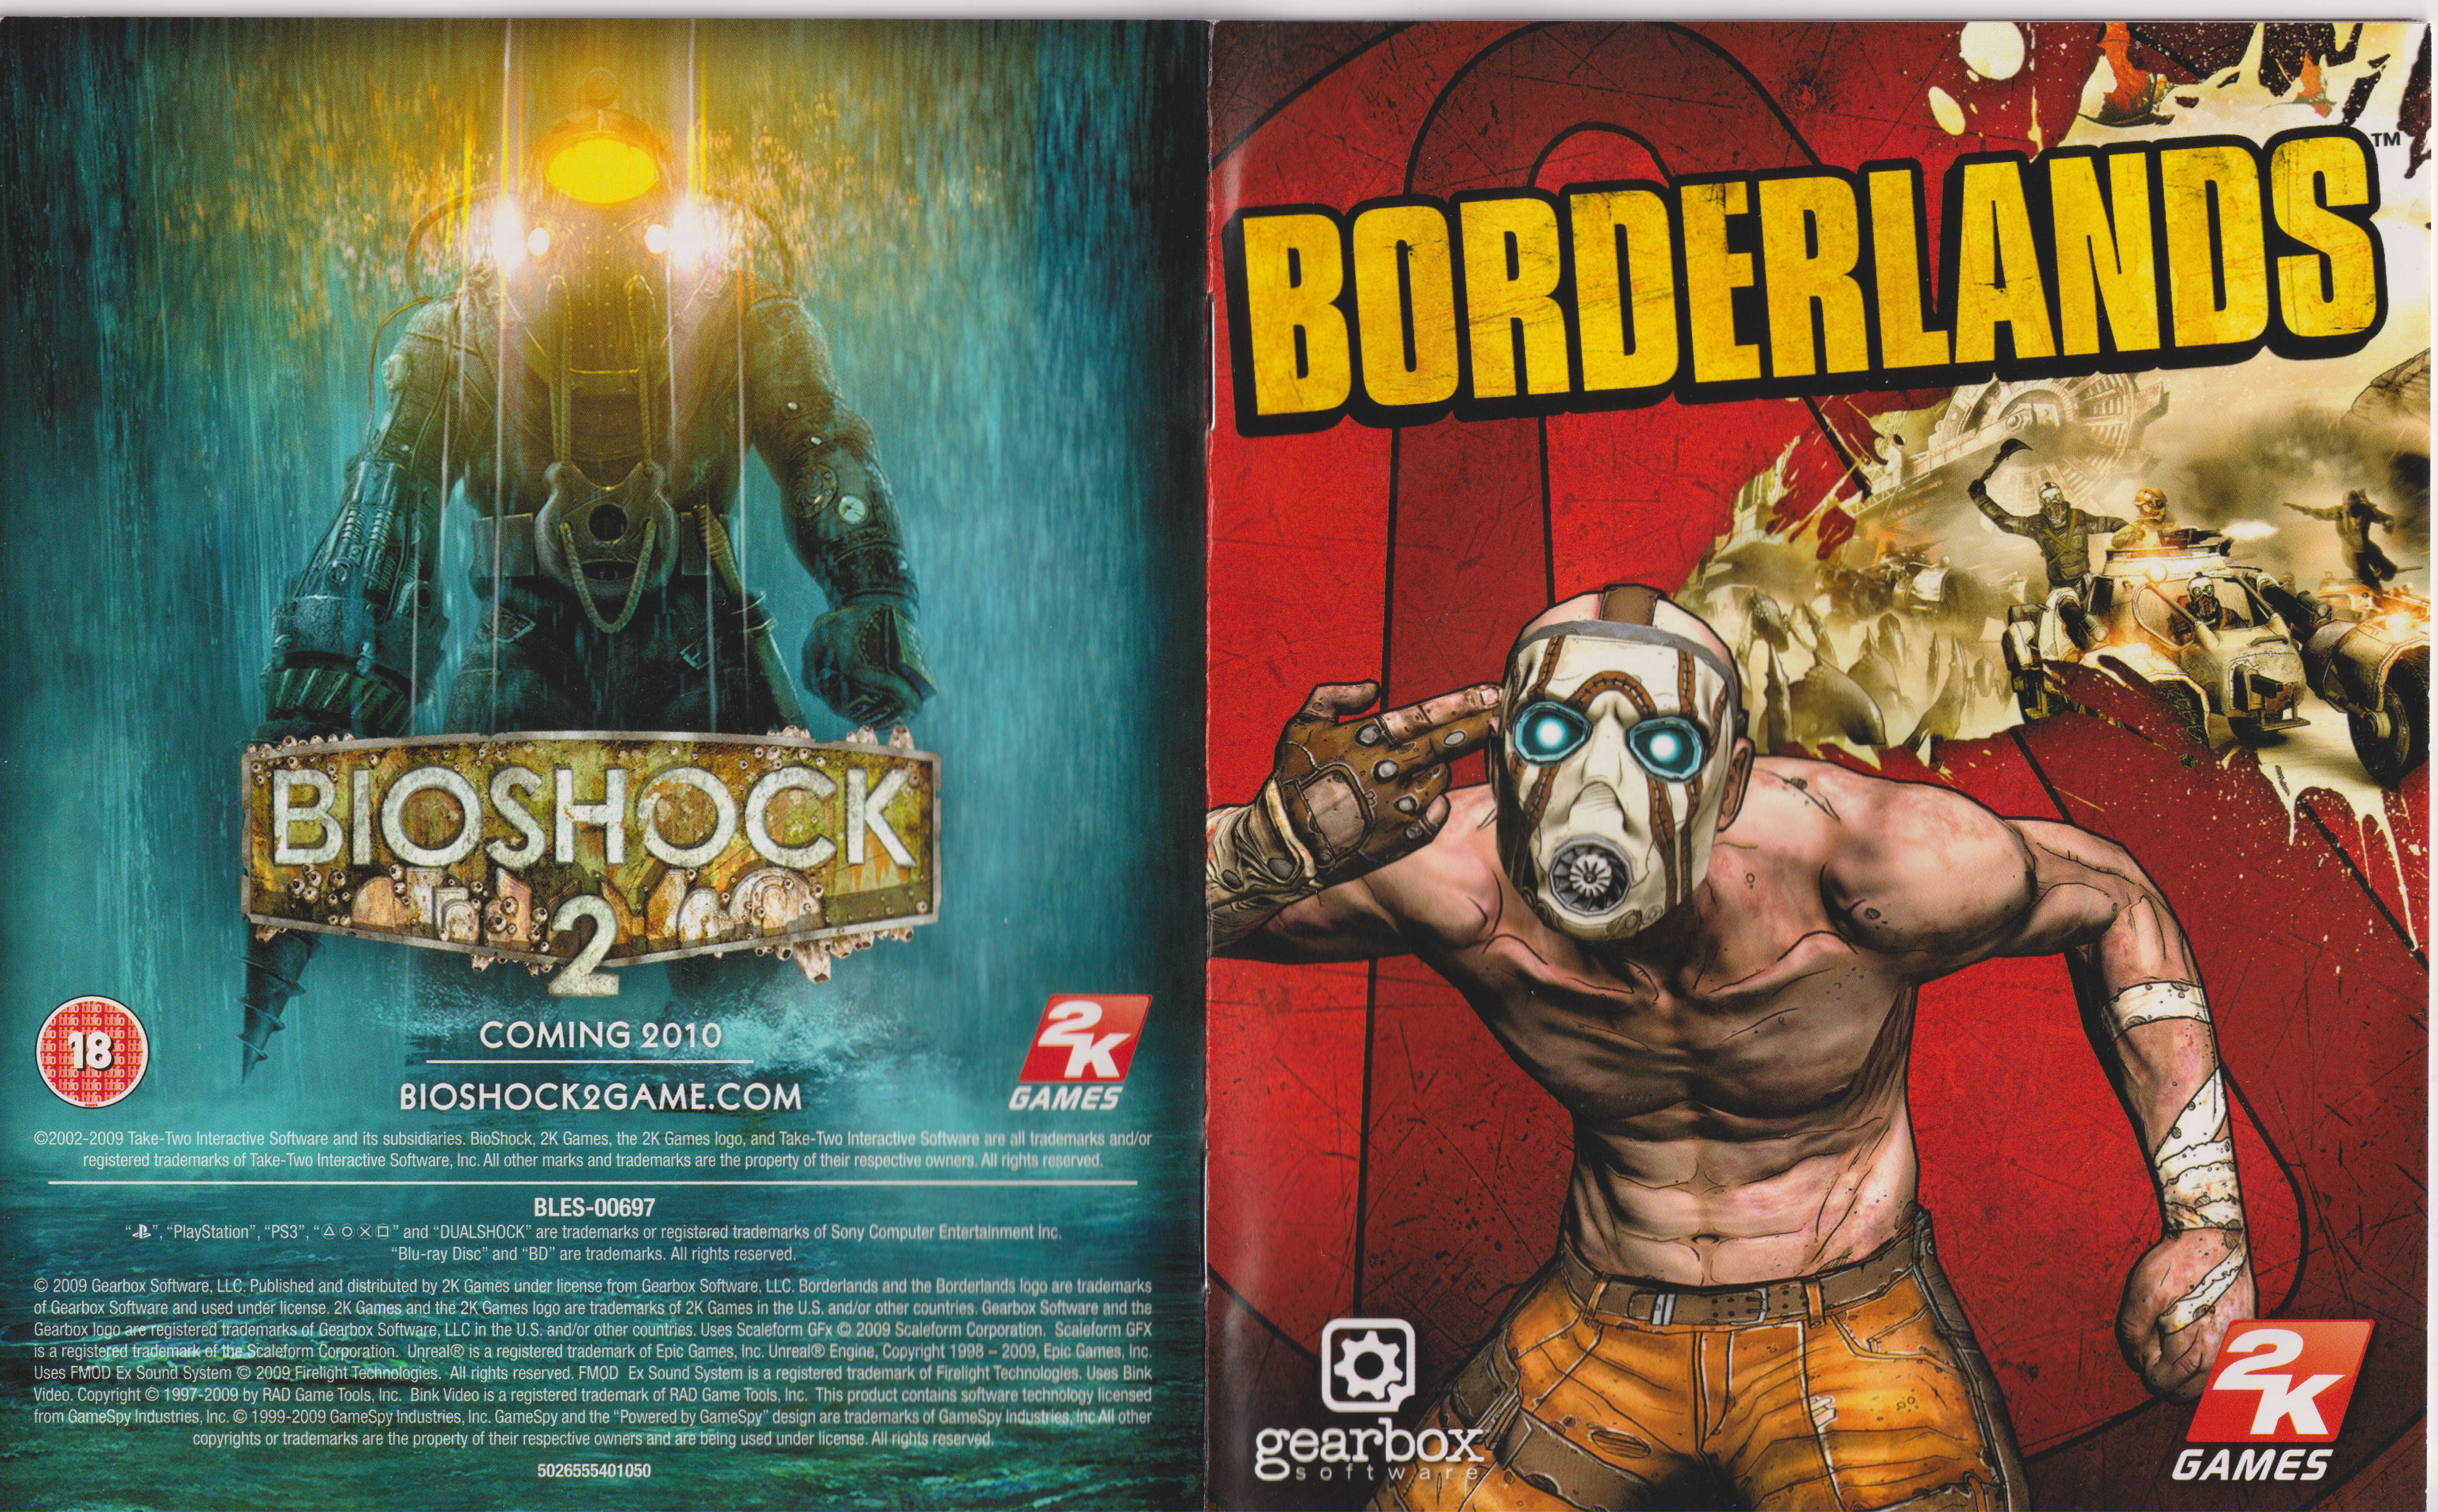 BIOSHOCK
2
COMING 2010
BIOSHOCK2GAME.COM
18
2K
GAMES
©2002-2009 Take-Two Interactive Software and its subsidiaries. BioShock, 2K Games, the 2K Games logo, and Take-Two Interactive Software are all trademarks and/or
registered trademarks of Take-Two Interactive Software, Inc. All other marks and trademarks are the property of their respective owners. All rights reserved.
BLES-00697
“ ”, “PlayStation”, “PS3”, “△○✕□” and “DUALSHOCK” are trademarks or registered trademarks of Sony Computer Entertainment Inc.
“Blu-ray Disc” and “BD” are trademarks. All rights reserved.
© 2009 Gearbox Software, LLC. Published and distributed by 2K Games under license from Gearbox Software, LLC. Borderlands and the Borderlands logo are trademarks
of Gearbox Software and used under license. 2K Games and the 2K Games logo are trademarks of 2K Games in the U.S. and/or other countries. Gearbox Software and the
Gearbox logo are registered trademarks of Gearbox Software, LLC in the U.S. and/or other countries. Uses Scaleform GFx © 2009 Scaleform Corporation. Scaleform GFX
is a registered trademark of the Scaleform Corporation. Unreal® is a registered trademark of Epic Games, Inc. Unreal® Engine, Copyright 1998 – 2009, Epic Games, Inc.
Uses FMOD Ex Sound System © 2009 Firelight Technologies. All rights reserved. FMOD Ex Sound System is a registered trademark of Firelight Technologies. Uses Bink
Video. Copyright © 1997-2009 by RAD Game Tools, Inc. Bink Video is a registered trademark of RAD Game Tools, Inc. This product contains software technology licensed
from GameSpy Industries, Inc. © 1999-2009 GameSpy Industries, Inc. GameSpy and the “Powered by GameSpy” design are trademarks of GameSpy Industries, Inc All other
copyrights or trademarks are the property of their respective owners and are being used under license. All rights reserved.
5026555401050
BORDERLANDS™
gearbox
software
2K
GAMES